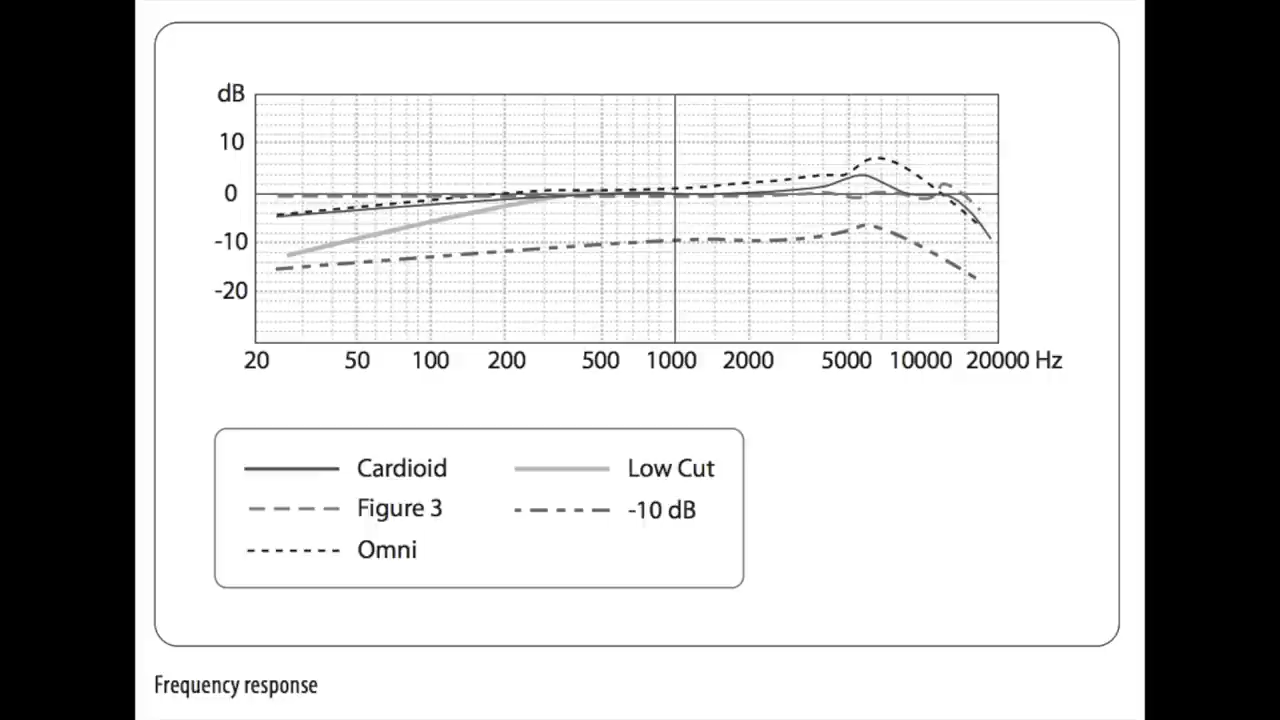 dB
10
0
-10
-20
20 50 100 200 500 1000 2000 5000 10000 20000 Hz
Cardioid
Low Cut
Figure 3
-10 dB
Omni
Frequency response